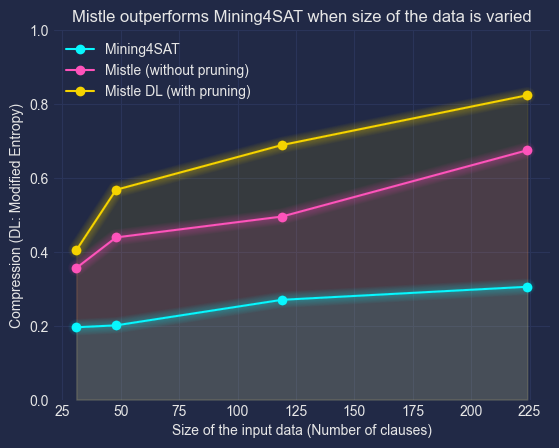 Mistle outperforms Mining4SAT when size of the data is varied
Mining4SAT
Mistle (without pruning)
Mistle DL (with pruning)
Compression (DL: Modified Entropy)
1.0
0.8
0.6
0.4
0.2
0.0
25 50 75 100 125 150 175 200 225
Size of the input data (Number of clauses)